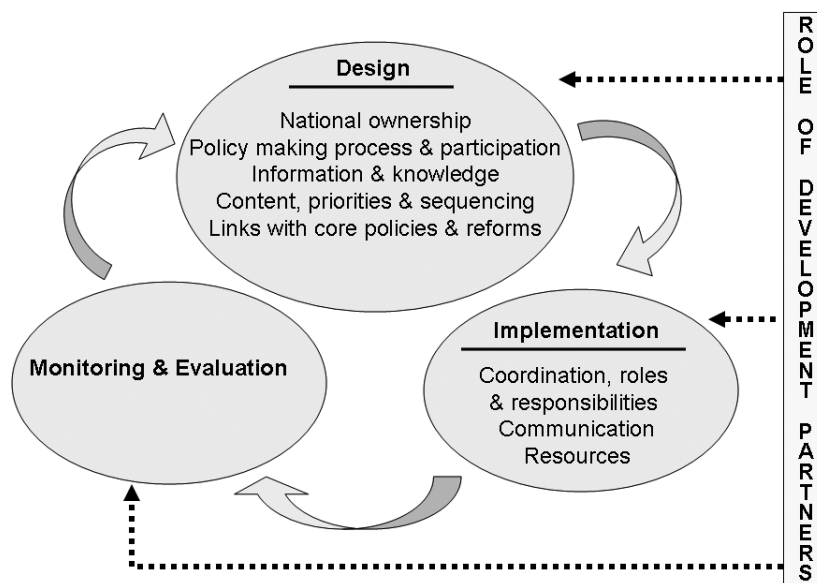 Design
National ownership
Policy making process & participation
Information & knowledge
Content, priorities & sequencing
Links with core policies & reforms
Implementation
Coordination, roles
& responsibilities
Communication
Resources
Monitoring & Evaluation
ROLE OF DEVELOPMENT PARTNERS